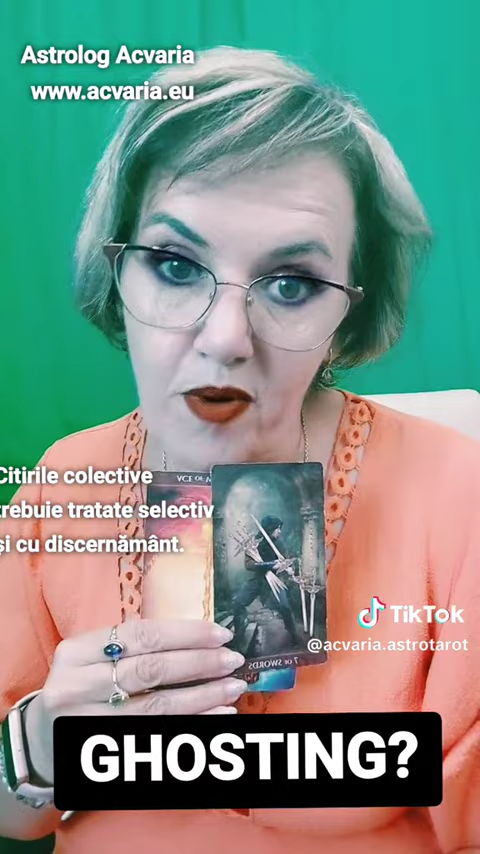 Astrolog Acvaria
www.acvaria.eu
Citirile colective
trebuie tratate selectiv
și cu discernământ.
7 OF SWORDS
TikTok
@acvaria.astrotarot
GHOSTING?